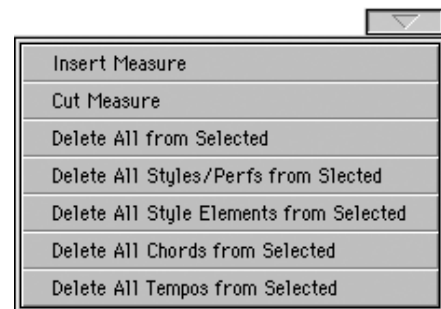 Insert Measure
Cut Measure
Delete All from Selected
Delete All Styles/Perfs from Slected
Delete All Style Elements from Selected
Delete All Chords from Selected
Delete All Tempos from Selected